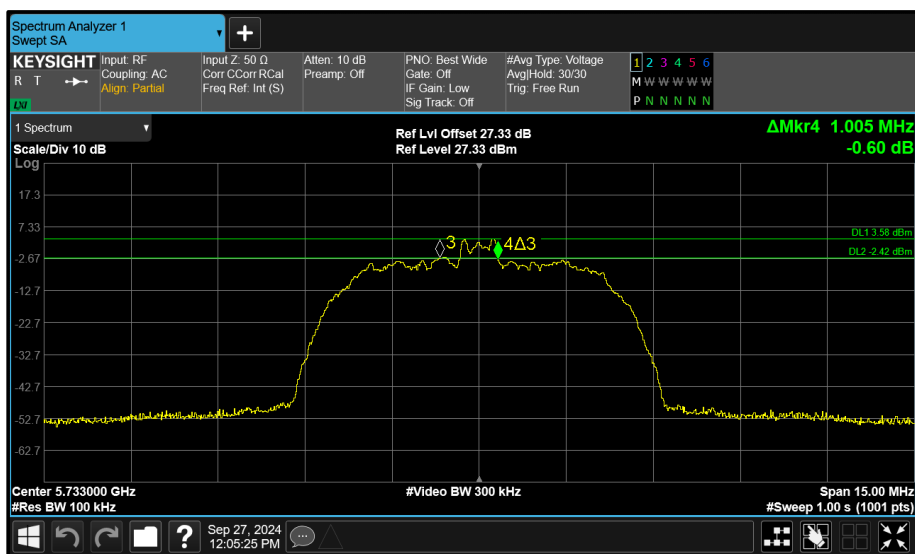 Spectrum Analyzer 1
Swept SA
+
KEYSIGHT
R T
LXI
Input: RF
Coupling: AC
Align: Partial
Input Z: 50 Ω
Corr CCorr RCal
Freq Ref: Int (S)
Atten: 10 dB
Preamp: Off
PNO: Best Wide
Gate: Off
IF Gain: Low
Sig Track: Off
#Avg Type: Voltage
Avg|Hold: 30/30
Trig: Free Run
1 2 3 4 5 6
M W W W W W
P N N N N N
1 Spectrum
Scale/Div 10 dB
Ref Lvl Offset 27.33 dB
Ref Level 27.33 dBm
ΔMkr4 1.005 MHz
-0.60 dB
Log
17.3
7.33
-2.67
-12.7
-22.7
-32.7
-42.7
-52.7
-62.7
3
4Δ3
DL1 3.58 dBm
DL2 -2.42 dBm
Center 5.733000 GHz
#Res BW 100 kHz
#Video BW 300 kHz
Span 15.00 MHz
#Sweep 1.00 s (1001 pts)
?
Sep 27, 2024
12:05:25 PM